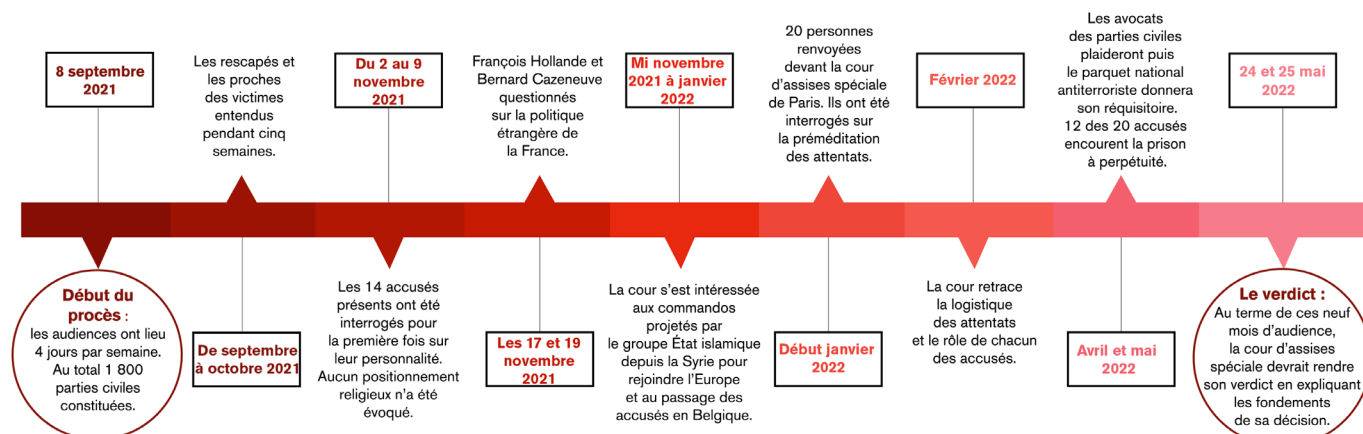 8 septembre
2021
Début du
procès :
les audiences ont lieu
4 jours par semaine.
Au total 1 800
parties civiles
constituées.
Les rescapés et
les proches
des victimes
entendus
pendant cinq
semaines.
De septembre
à octobre 2021
Du 2 au 9
novembre
2021
Les 14 accusés
présents ont été
interrogés pour
la première fois sur
leur personnalité.
Aucun positionnement
religieux n’a été
évoqué.
François Hollande et
Bernard Cazeneuve
questionnés
sur la politique
étrangère de
la France.
Les 17 et 19
novembre
2021
Mi novembre
2021 à janvier
2022
La cour s’est intéressée
aux commandos
projetés par
le groupe État islamique
depuis la Syrie pour
rejoindre l’Europe
et au passage des
accusés en Belgique.
20 personnes
renvoyées
devant la cour
d’assises spéciale
de Paris. Ils ont été
interrogés sur
la préméditation
des attentats.
Début janvier
2022
Février 2022
La cour retrace
la logistique
des attentats
et le rôle de chacun
des accusés.
Les avocats
des parties civiles
plaideront puis
le parquet national
antiterroriste donnera
son réquisitoire.
12 des 20 accusés
encourent la prison
à perpétuité.
Avril et mai
2022
24 et 25 mai
2022
Le verdict :
Au terme de ces neuf
mois d’audience,
la cour d’assises
spéciale devrait rendre
son verdict en expliquant
les fondements
de sa décision.